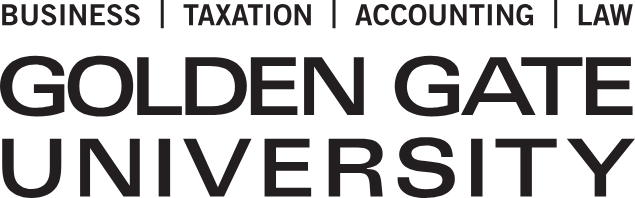 BUSINESS | TAXATION | ACCOUNTING | LAW
GOLDEN GATE
UNIVERSITY